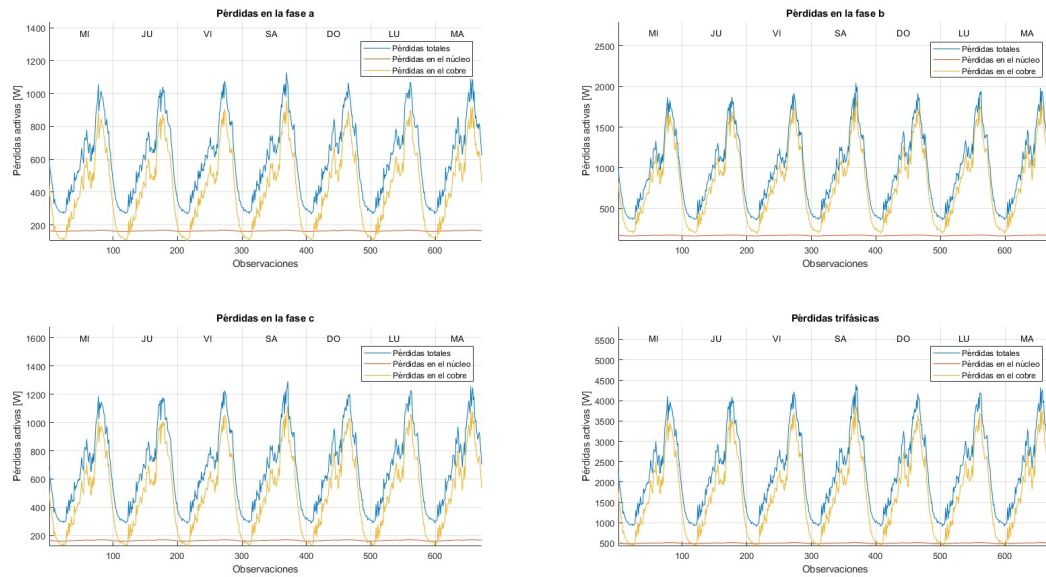 Pérdidas en la fase a
1400
1200
1000
800
600
400
200
MI JU VI SA DO LU MA
Pérdidas totales
Pérdidas en el núcleo
Pérdidas en el cobre
Pérdidas activas [W]
100 200 300 400 500 600
Observaciones
Pérdidas en la fase b
2500
2000
1500
1000
500
MI JU VI SA DO LU MA
Pérdidas totales
Pérdidas en el núcleo
Pérdidas en el cobre
Pérdidas activas [W]
100 200 300 400 500 600
Observaciones
Pérdidas en la fase c
1600
1400
1200
1000
800
600
400
200
MI JU VI SA DO LU MA
Pérdidas totales
Pérdidas en el núcleo
Pérdidas en el cobre
Pérdidas activas [W]
100 200 300 400 500 600
Observaciones
Pérdidas trifásicas
5500
5000
4500
4000
3500
3000
2500
2000
1500
1000
500
MI JU VI SA DO LU MA
Pérdidas totales
Pérdidas en el núcleo
Pérdidas en el cobre
Pérdidas activas [W]
100 200 300 400 500 600
Observaciones